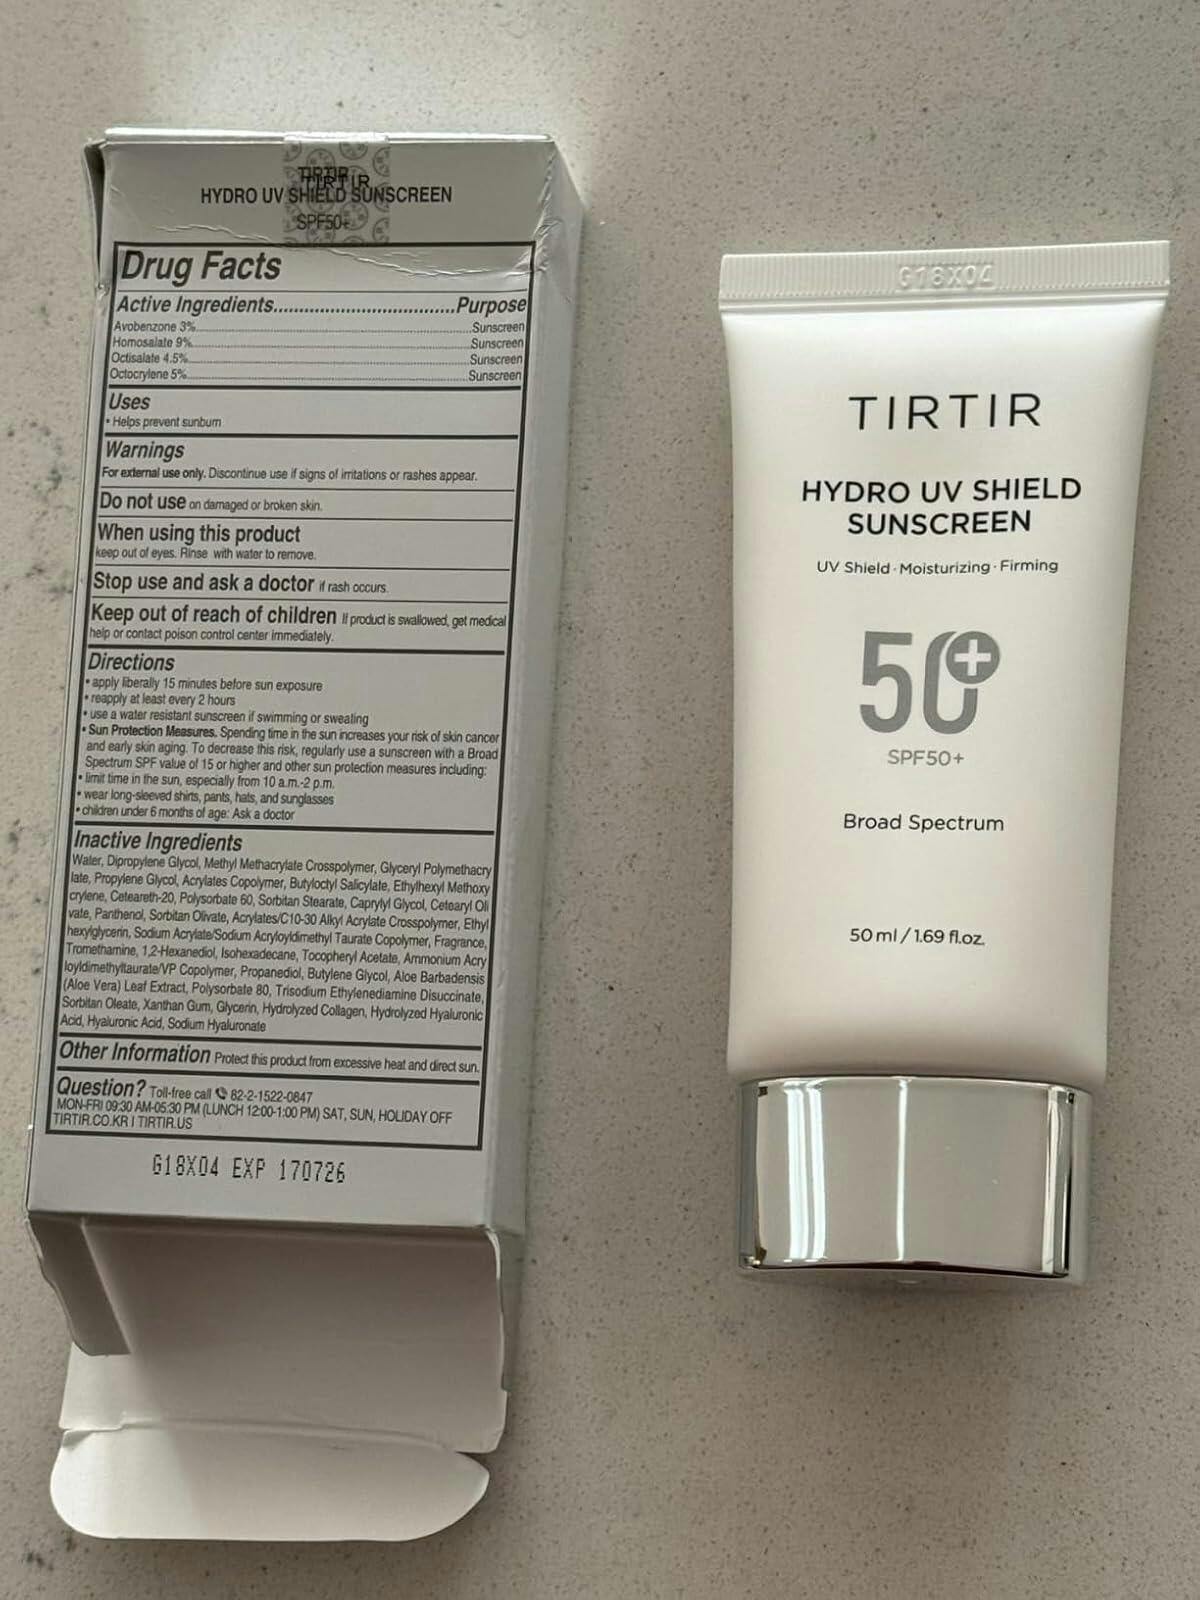 TIRTIR
TIRTIR
HYDRO UV SHIELD SUNSCREEN
SPF50+
Drug Facts
Active Ingredients..................................Purpose
Avobenzone 3%..................................Sunscreen
Homosalate 9%..................................Sunscreen
Octisalate 4.5%..................................Sunscreen
Octocrylene 5%..................................Sunscreen
Uses
• Helps prevent sunburn
Warnings
For external use only. Discontinue use if signs of irritations or rashes appear.
Do not use on damaged or broken skin.
When using this product
keep out of eyes. Rinse with water to remove.
Stop use and ask a doctor if rash occurs.
Keep out of reach of children If product is swallowed, get medical
help or contact poison control center immediately.
Directions
• apply liberally 15 minutes before sun exposure
• reapply at least every 2 hours
• use a water resistant sunscreen if swimming or sweating
• Sun Protection Measures. Spending time in the sun increases your risk of skin cancer
and early skin aging. To decrease this risk, regularly use a sunscreen with a Broad
Spectrum SPF value of 15 or higher and other sun protection measures including:
• limit time in the sun, especially from 10 a.m.-2 p.m.
• wear long-sleeved shirts, pants, hats, and sunglasses
• children under 6 months of age: Ask a doctor
Inactive Ingredients
Water, Dipropylene Glycol, Methyl Methacrylate Crosspolymer, Glyceryl Polymethacry
late, Propylene Glycol, Acrylates Copolymer, Butyloctyl Salicylate, Ethylhexyl Methoxy
crylene, Ceteareth-20, Polysorbate 60, Sorbitan Stearate, Caprylyl Glycol, Cetearyl Oli
vate, Panthenol, Sorbitan Olivate, Acrylates/C10-30 Alkyl Acrylate Crosspolymer, Ethyl
hexylglycerin, Sodium Acrylate/Sodium Acryloyldimethyl Taurate Copolymer, Fragrance,
Tromethamine, 1,2-Hexanediol, Isohexadecane, Tocopheryl Acetate, Ammonium Acry
loyldimethyltaurate/VP Copolymer, Propanediol, Butylene Glycol, Aloe Barbadensis
(Aloe Vera) Leaf Extract, Polysorbate 80, Trisodium Ethylenediamine Disuccinate,
Sorbitan Oleate, Xanthan Gum, Glycerin, Hydrolyzed Collagen, Hydrolyzed Hyaluronic
Acid, Hyaluronic Acid, Sodium Hyaluronate
Other Information Protect this product from excessive heat and direct sun.
Question? Toll-free call 82-2-1522-0847
MON-FRI 09:30 AM-05:30 PM (LUNCH 12:00-1:00 PM) SAT, SUN, HOLIDAY OFF
TIRTIR.CO.KR I TIRTIR.US
G18X04 EXP 170726
G18X04
TIRTIR
HYDRO UV SHIELD
SUNSCREEN
UV Shield · Moisturizing · Firming
50+
SPF50+
Broad Spectrum
50 ml / 1.69 fl.oz.